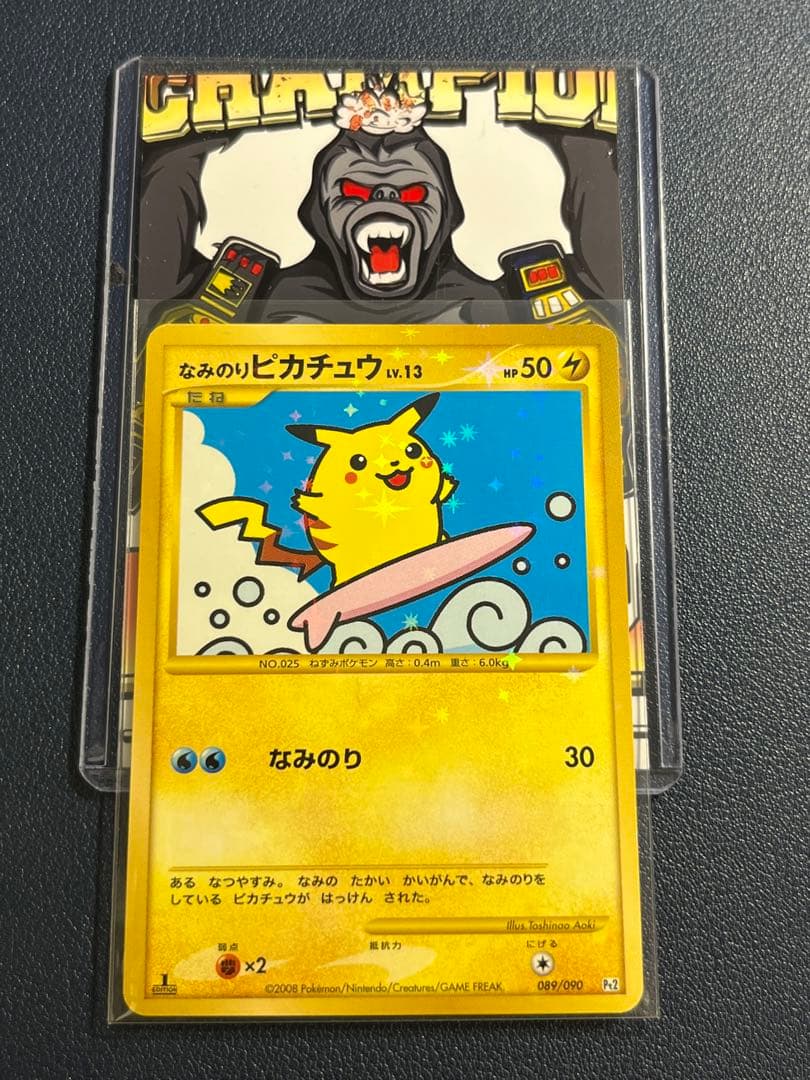 CHAMPIO
なみのりピカチュウ LV.13 HP 50
たね
NO.025 ねずみポケモン 高さ:0.4m 重さ:6.0kg
なみのり 30
ある なつやすみ。 なみの たかい かいがんで、なみのりを
している ピカチュウが はっけん された。
Illus. Toshinao Aoki
弱点 抵抗力 にげる
×2
1 EDITION ©2008 Pokémon/Nintendo/Creatures/GAME FREAK 089/090 Pt2